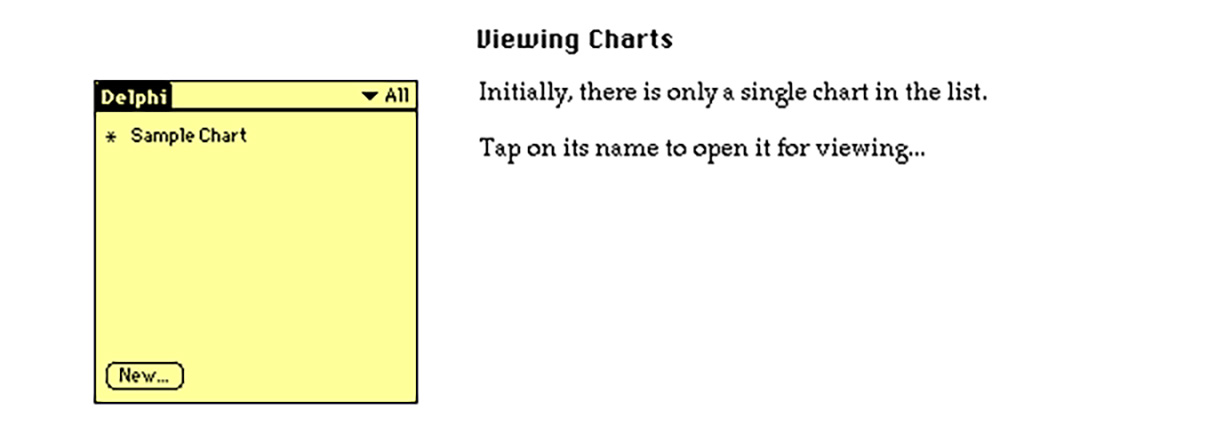 Viewing Charts
Delphi ▼ All
Initially, there is only a single chart in the list.
* Sample Chart
Tap on its name to open it for viewing...
New...